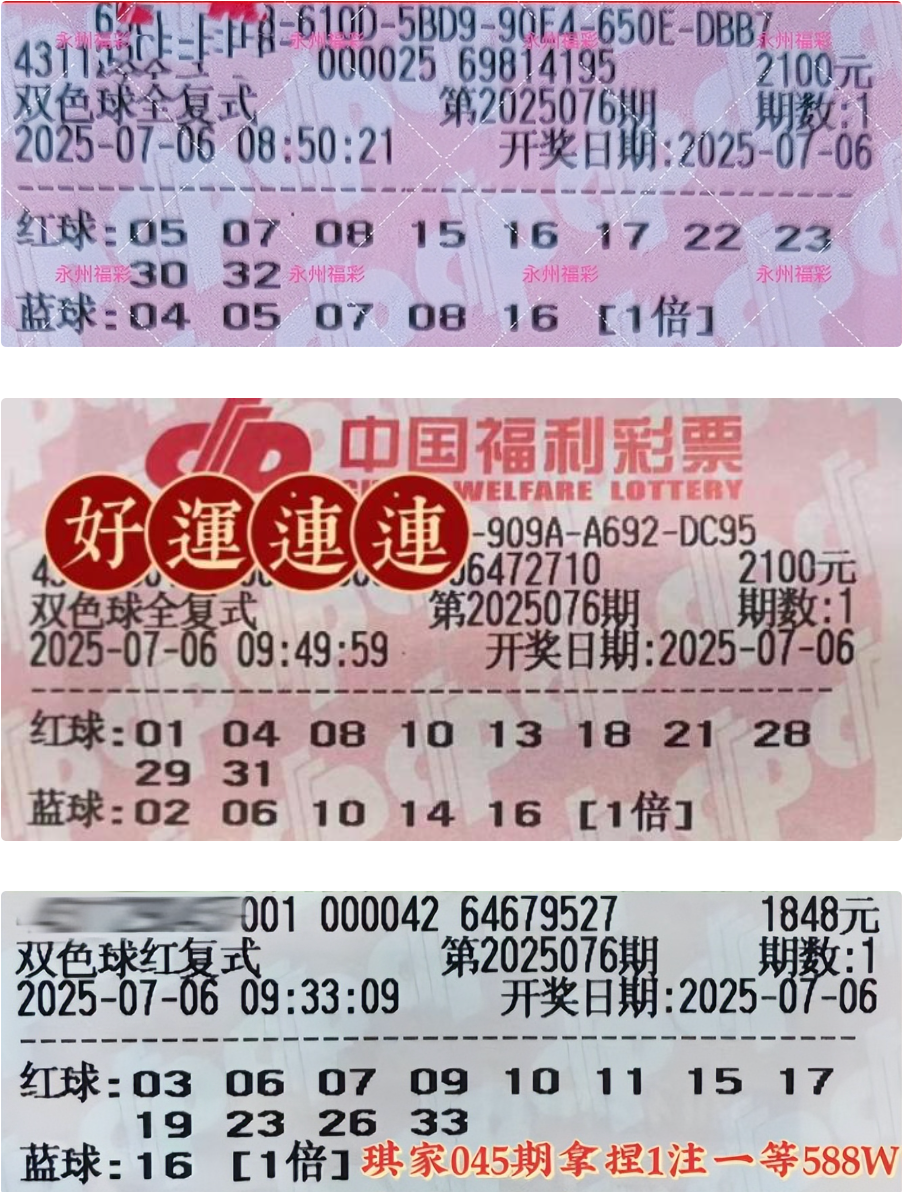 8-610D-5BD9-90E4-650E-DBB7
4311 000025 69814195 2100元
双色球全复式 第2025076期 期数:1
2025-07-06 08:50:21 开奖日期:2025-07-06
红球:05 07 08 15 16 17 22 23
30 32
蓝球:04 05 07 08 16 [1倍]
永州福彩 永州福彩 永州福彩 永州福彩
永州福彩 永州福彩 永州福彩 永州福彩
中国福利彩票
WELFARE LOTTERY
好運連連
-909A-A692-DC95
06472710 2100元
双色球全复式 第2025076期 期数:1
2025-07-06 09:49:59 开奖日期:2025-07-06
红球:01 04 08 10 13 18 21 28
29 31
蓝球:02 06 10 14 16 [1倍]
001 000042 64679527 1848元
双色球红复式 第2025076期 期数:1
2025-07-06 09:33:09 开奖日期:2025-07-06
红球:03 06 07 09 10 11 15 17
19 23 26 33
蓝球:16 [1倍]
琪家045期拿捏1注一等588W